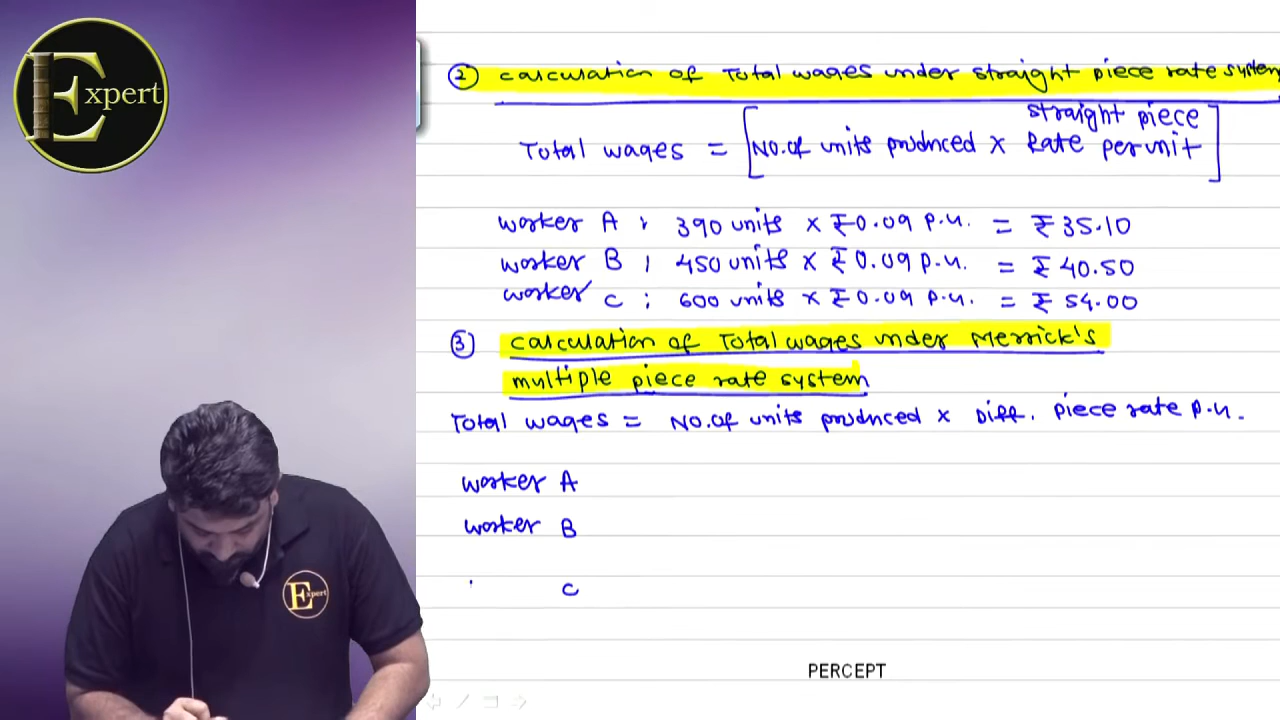 Expert
② calculation of Total wages under straight piece rate system
straight piece
Total wages = [No. of units produced × Rate per unit]
worker A : 390 units × ₹0.09 p.u. = ₹35.10
worker B ; 450 units × ₹0.09 p.u. = ₹40.50
worker C : 600 units × ₹0.09 p.u. = ₹54.00
③ calculation of Total wages under Merrick's
multiple piece rate system
Total wages = No. of units produced × Diff. piece rate p.u.
worker A
worker B
C
Expert
PERCEPT